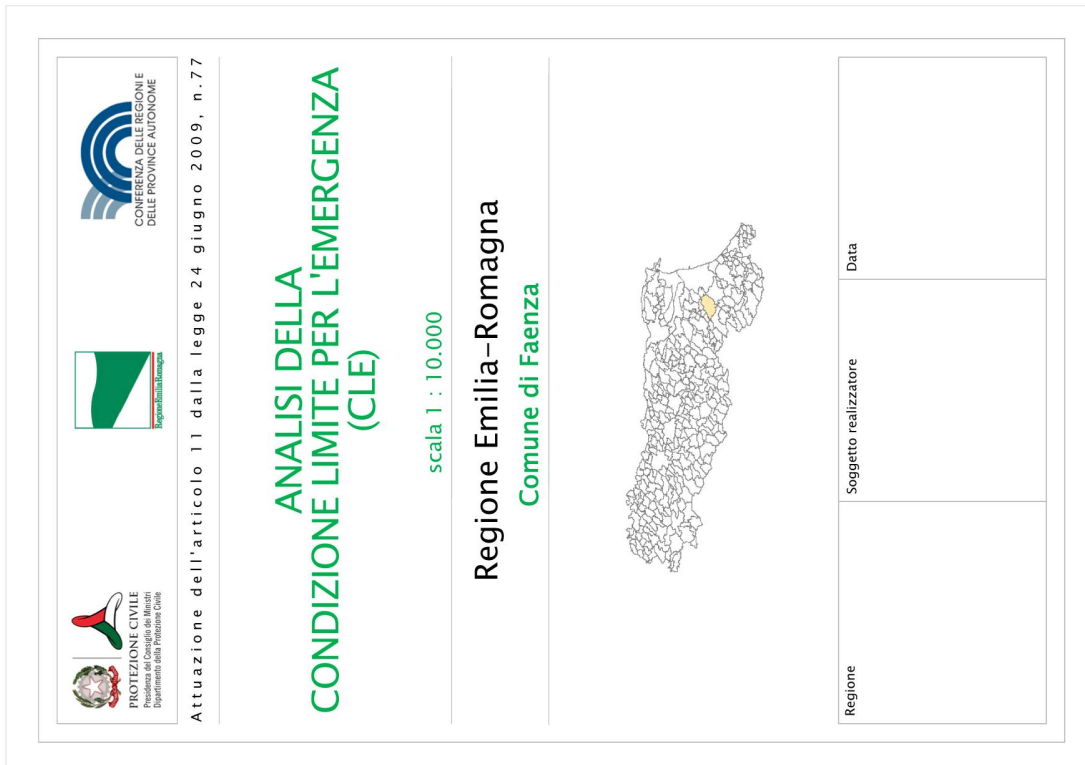 PROTEZIONE CIVILE
Presidenza del Consiglio dei Ministri
Dipartimento della Protezione Civile
RegioneEmiliaRomagna
CONFERENZA DELLE REGIONI E
DELLE PROVINCE AUTONOME
Attuazione dell'articolo 11 dalla legge 24 giugno 2009, n.77
ANALISI DELLA
CONDIZIONE LIMITE PER L'EMERGENZA
(CLE)
scala 1 : 10.000
Regione Emilia-Romagna
Comune di Faenza
Regione
Soggetto realizzatore
Data